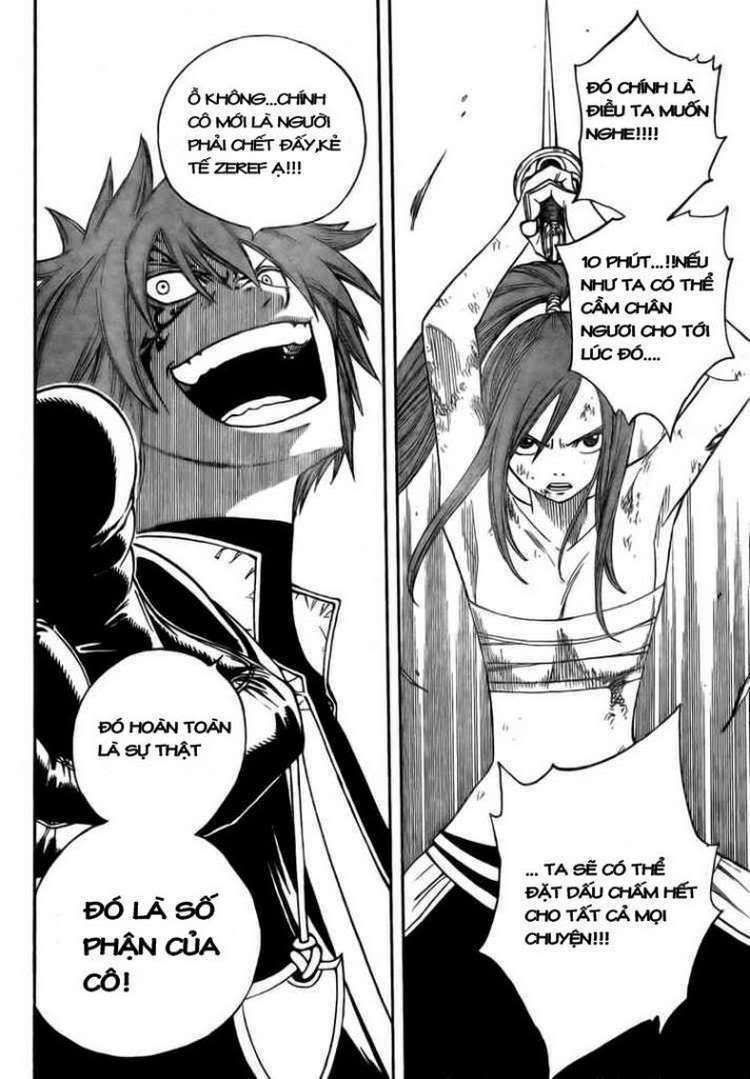 ĐÓ CHÍNH LÀ
ĐIỀU TA MUỐN
NGHE!!!!
10 PHÚT...!!NẾU
NHƯ TA CÓ THỂ
CẦM CHÂN
NGƯƠI CHO TỚI
LÚC ĐÓ....
... TA SẼ CÓ THỂ
ĐẶT DẤU CHẤM HẾT
CHO TẤT CẢ MỌI
CHUYỆN!!!
Ồ KHÔNG...CHÍNH
CÔ MỚI LÀ NGƯỜI
PHẢI CHẾT ĐẤY,KẺ
TẾ ZEREF Ạ!!!
ĐÓ HOÀN TOÀN
LÀ SỰ THẬT
ĐÓ LÀ SỐ
PHẬN CỦA
CÔ!